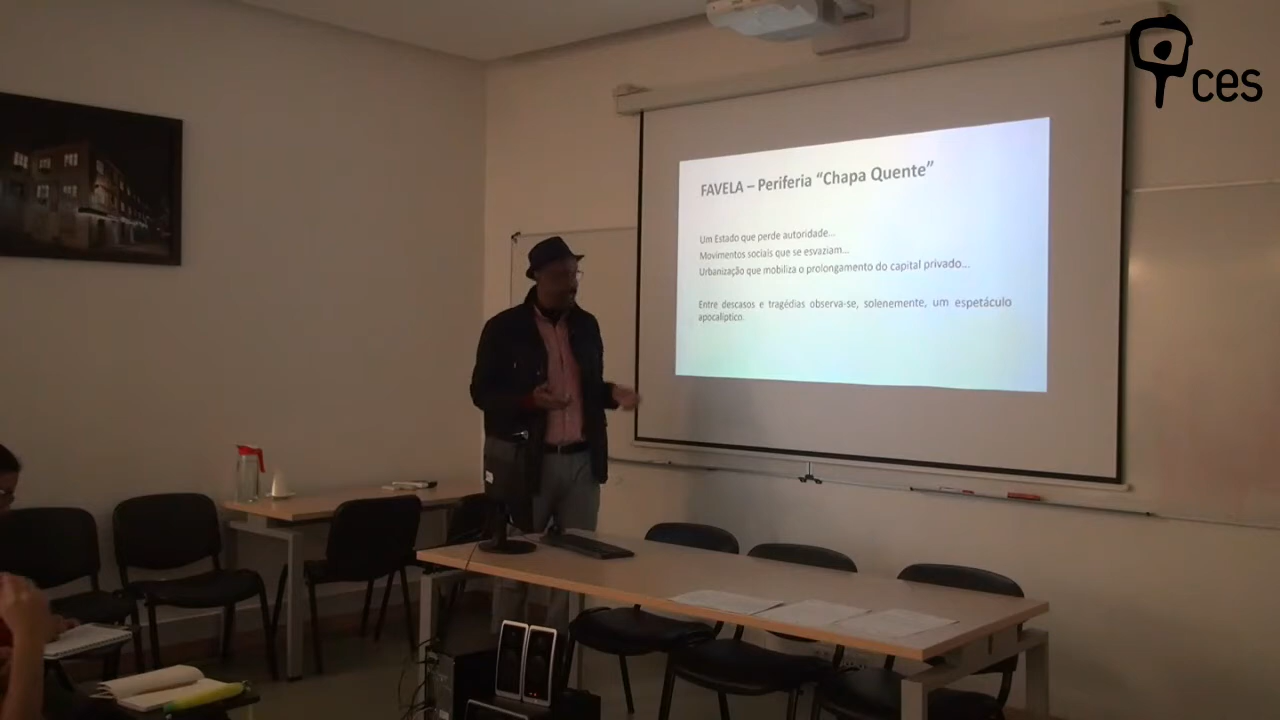 ces
FAVELA – Periferia “Chapa Quente”
Um Estado que perde autoridade...
Movimentos sociais que se esvaziam...
Urbanização que mobiliza o prolongamento do capital privado...
Entre descasos e tragédias observa-se, solenemente, um espetáculo
apocalíptico.